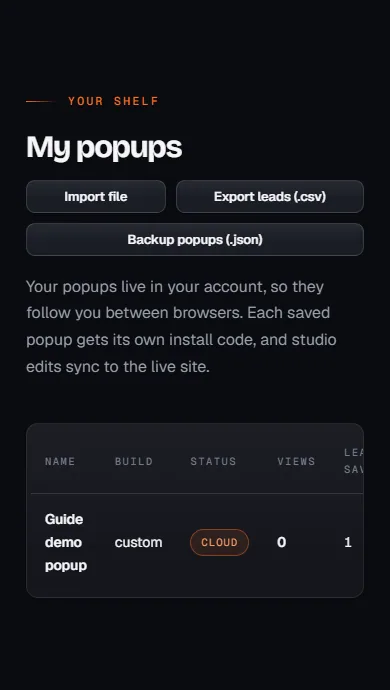 YOUR SHELF
My popups
Import file
Export leads (.csv)
Backup popups (.json)
Your popups live in your account, so they
follow you between browsers. Each saved
popup gets its own install code, and studio
edits sync to the live site.
NAME BUILD STATUS VIEWS
Guide
demo
popup
custom CLOUD 0 1